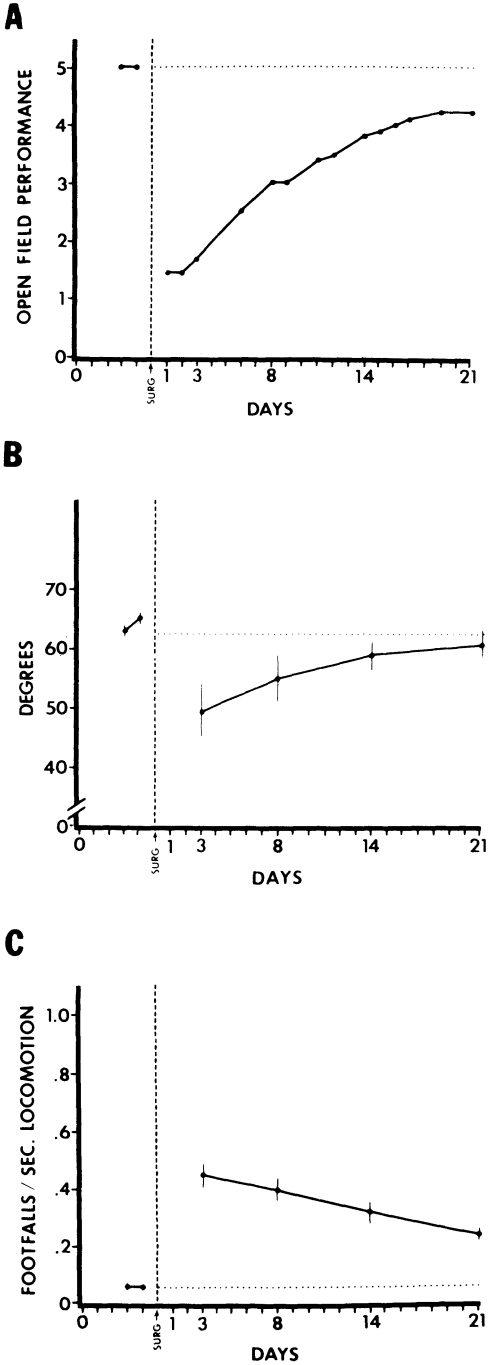 A
OPEN FIELD PERFORMANCE
5
4
3
2
1
0
0 SURG 1 3 8 14 21
DAYS
B
DEGREES
70
60
50
40
0
0 SURG 1 3 8 14 21
DAYS
C
FOOTFALLS / SEC. LOCOMOTION
1.0
.8
.6
.4
.2
0
0 SURG 1 3 8 14 21
DAYS